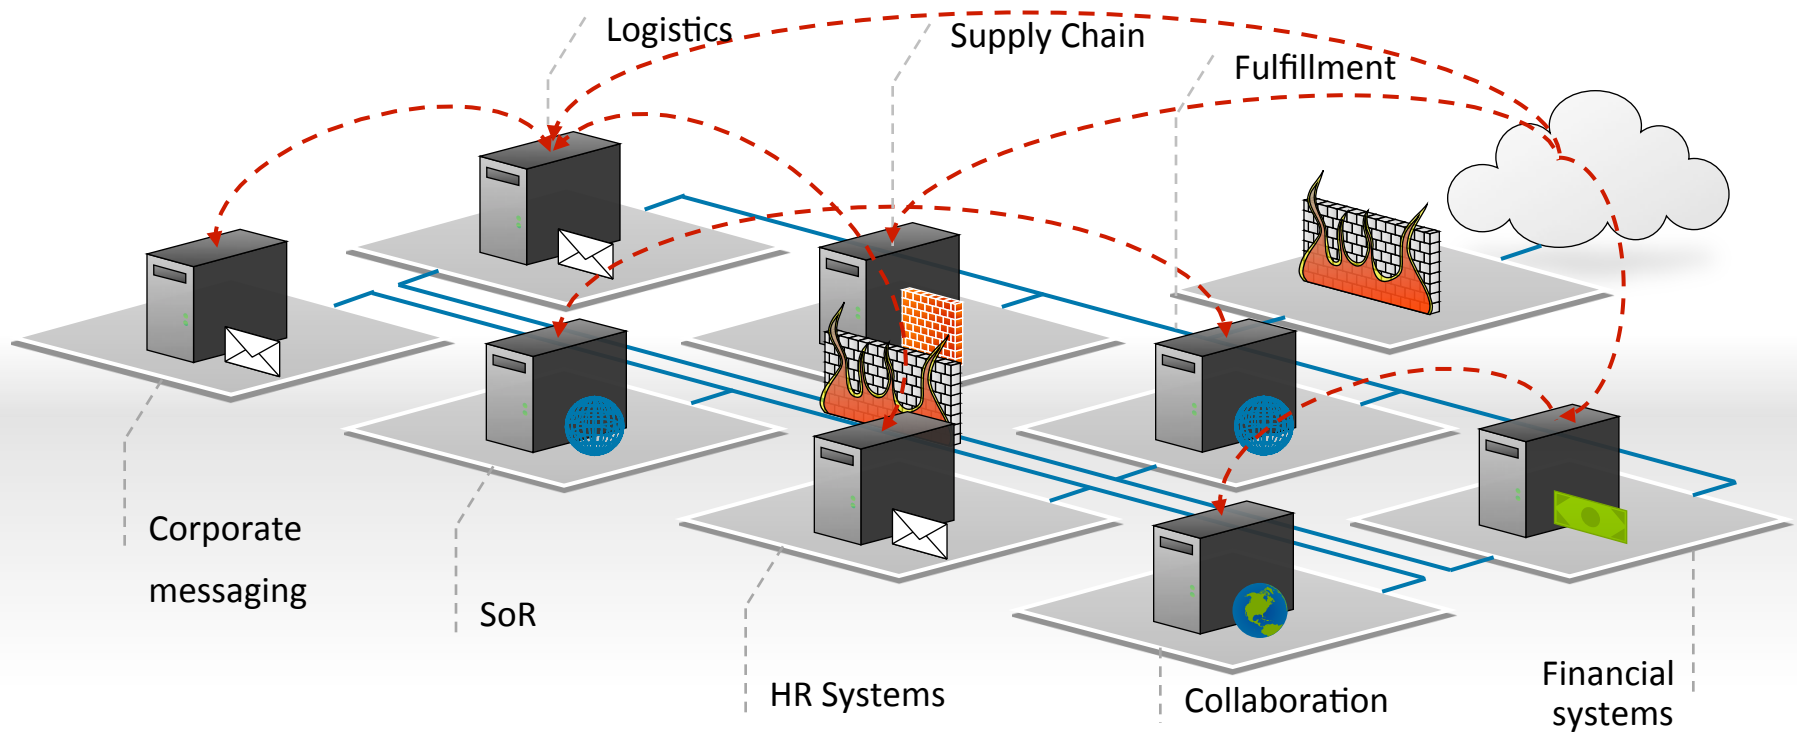 Logistics
Supply Chain
Fulfillment
Corporate
messaging
SoR
HR Systems
Collaboration
Financial
systems